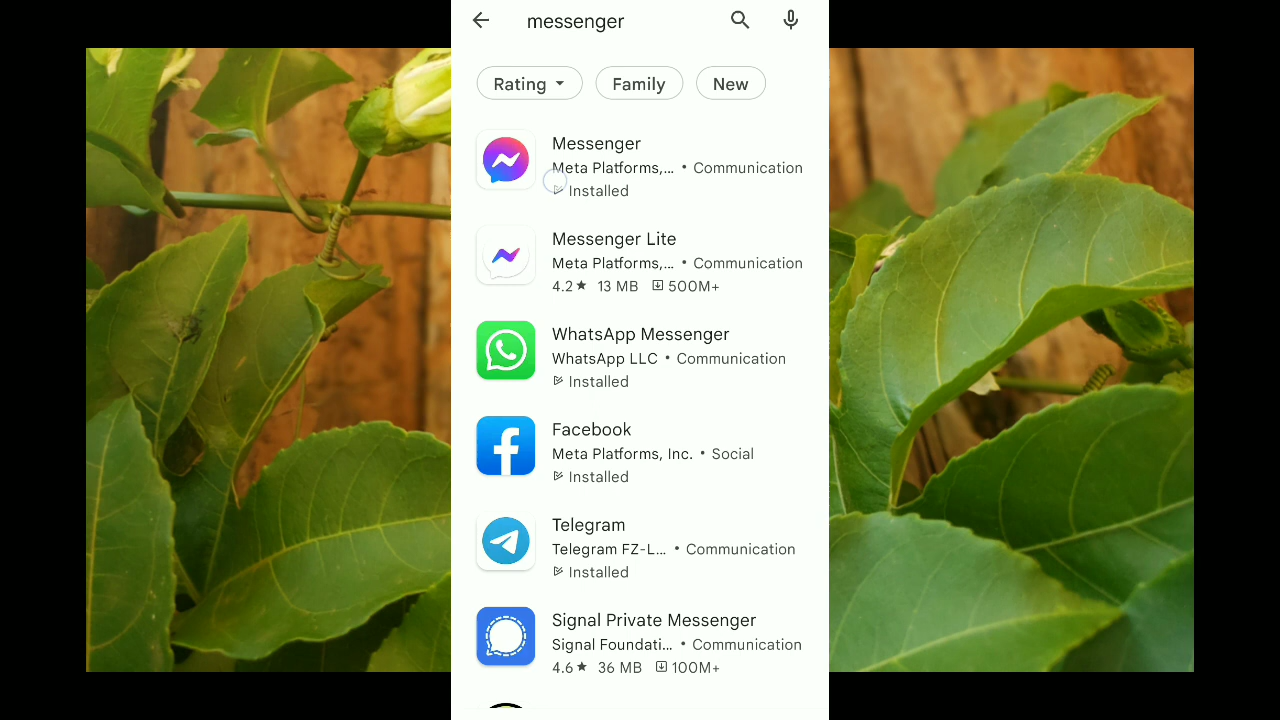 messenger
Rating Family New
Messenger
Meta Platforms,... • Communication
Installed
Messenger Lite
Meta Platforms,... • Communication
4.2★ 13 MB 500M+
WhatsApp Messenger
WhatsApp LLC • Communication
Installed
Facebook
Meta Platforms, Inc. • Social
Installed
Telegram
Telegram FZ-L... • Communication
Installed
Signal Private Messenger
Signal Foundati... • Communication
4.6★ 36 MB 100M+